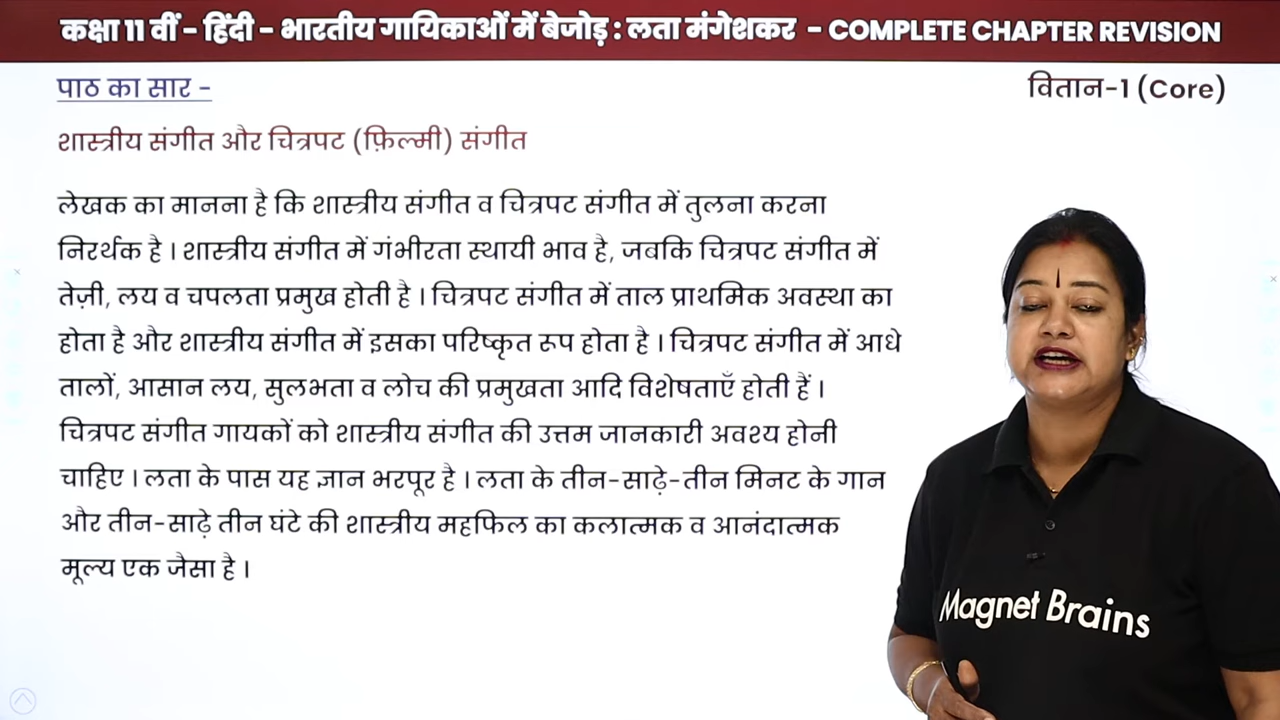 कक्षा 11 वीं - हिंदी - भारतीय गायिकाओं में बेजोड़ : लता मंगेशकर - COMPLETE CHAPTER REVISION
पाठ का सार -
वितान-1 (Core)
शास्त्रीय संगीत और चित्रपट (फ़िल्मी) संगीत
लेखक का मानना है कि शास्त्रीय संगीत व चित्रपट संगीत में तुलना करना
निरर्थक है । शास्त्रीय संगीत में गंभीरता स्थायी भाव है, जबकि चित्रपट संगीत में
तेज़ी, लय व चपलता प्रमुख होती है । चित्रपट संगीत में ताल प्राथमिक अवस्था का
होता है और शास्त्रीय संगीत में इसका परिष्कृत रूप होता है । चित्रपट संगीत में आधे
तालों, आसान लय, सुलभता व लोच की प्रमुखता आदि विशेषताएँ होती हैं ।
चित्रपट संगीत गायकों को शास्त्रीय संगीत की उत्तम जानकारी अवश्य होनी
चाहिए । लता के पास यह ज्ञान भरपूर है । लता के तीन-साढ़े-तीन मिनट के गान
और तीन-साढ़े तीन घंटे की शास्त्रीय महफिल का कलात्मक व आनंदात्मक
मूल्य एक जैसा है ।
Magnet Brains